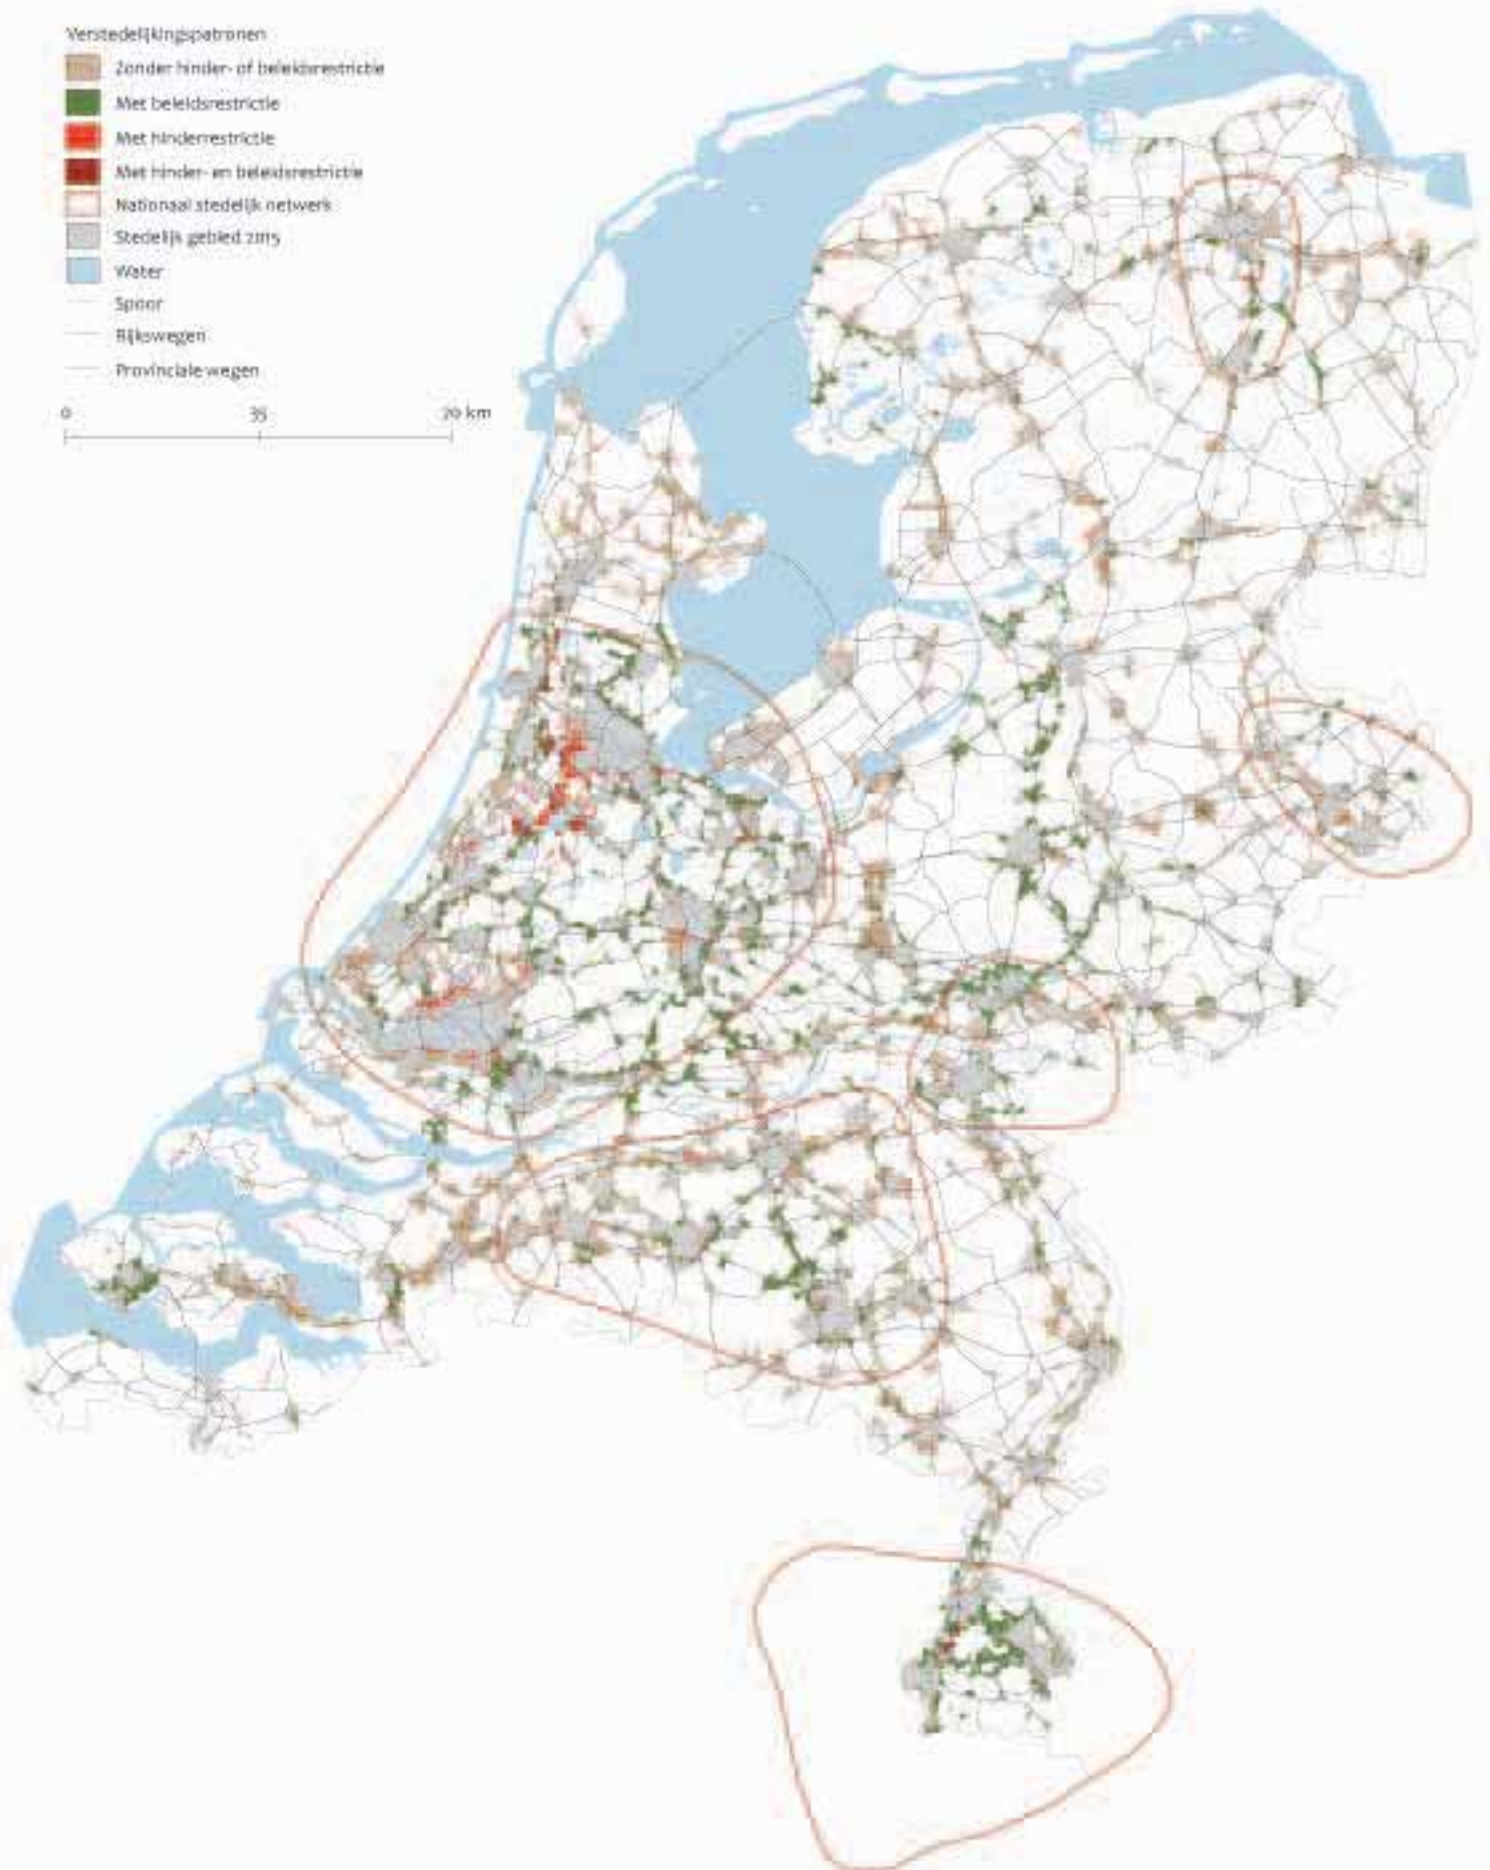 Verstedelijkingspatronen
Zonder hinder- of beleidsrestrictie
Met beleidsrestrictie
Met hinderrestrictie
Met hinder- en beleidsrestrictie
Nationaal stedelijk netwerk
Stedelijk gebied 2015
Water
Spoor
Rijkswegen
Provinciale wegen
0 35 70 km